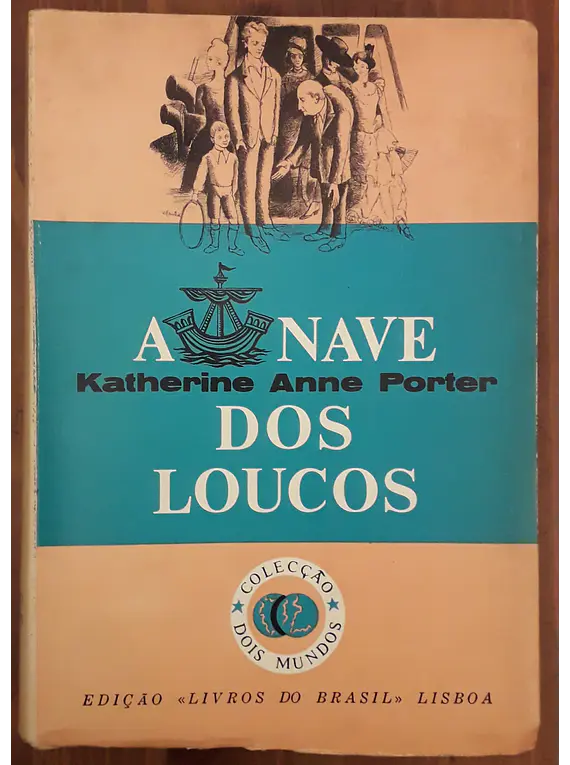 A NAVE
Katherine Anne Porter
DOS
LOUCOS
COLECÇÃO
DOIS MUNDOS
EDIÇÃO «LIVROS DO BRASIL» LISBOA